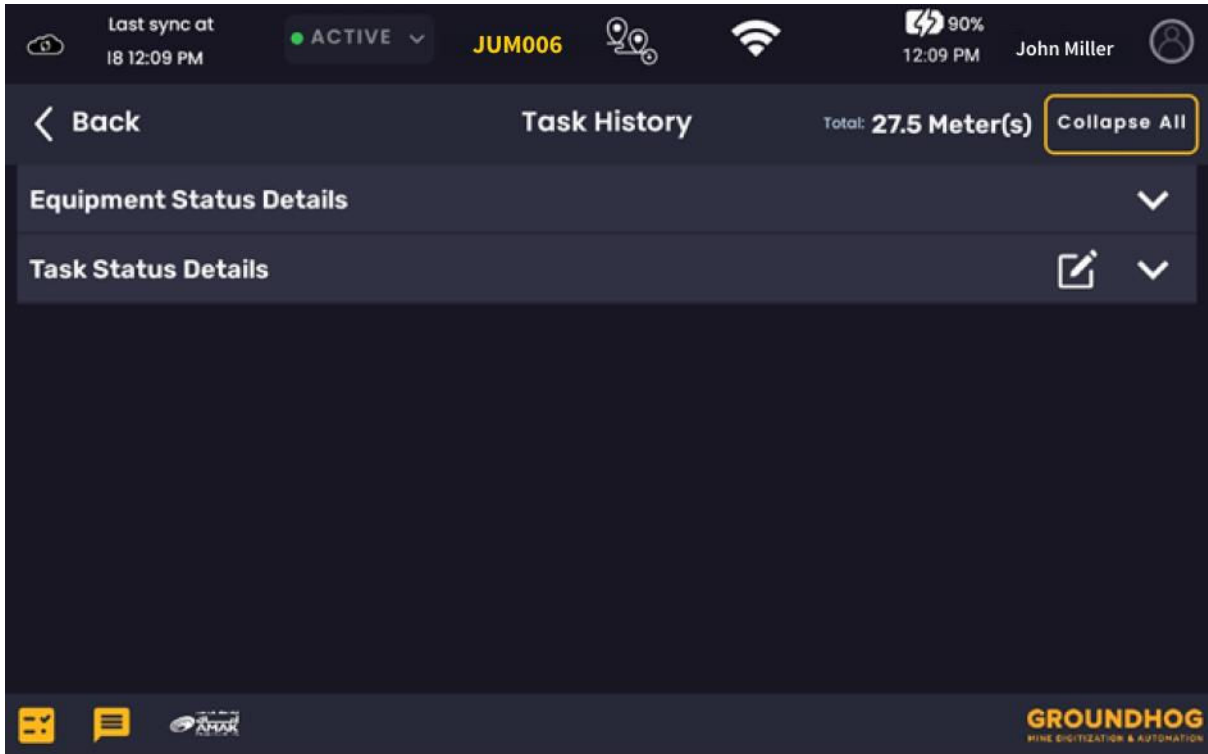 Last sync at
18 12:09 PM
ACTIVE
JUM006
90%
12:09 PM
John Miller
Back
Task History
Total: 27.5 Meter(s)
Collapse All
Equipment Status Details
Task Status Details
AMAK
GROUNDHOG
MINE DIGITIZATION & AUTOMATION